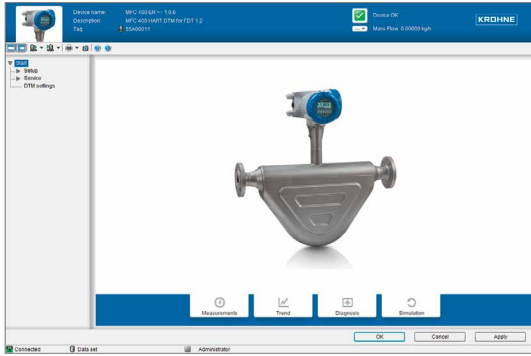 Device name: MFC 400 ER ~- 1.0.6
Description: MFC 400 HART DTM for FDT 1.2
Tag 55A00011
Device OK
Mass Flow 0.00000 kg/h
KROHNE
Start
Setup
Service
DTM settings
Measurements
Trend
Diagnosis
Simulation
OK
Cancel
Apply
Connected
Data set
Administrator